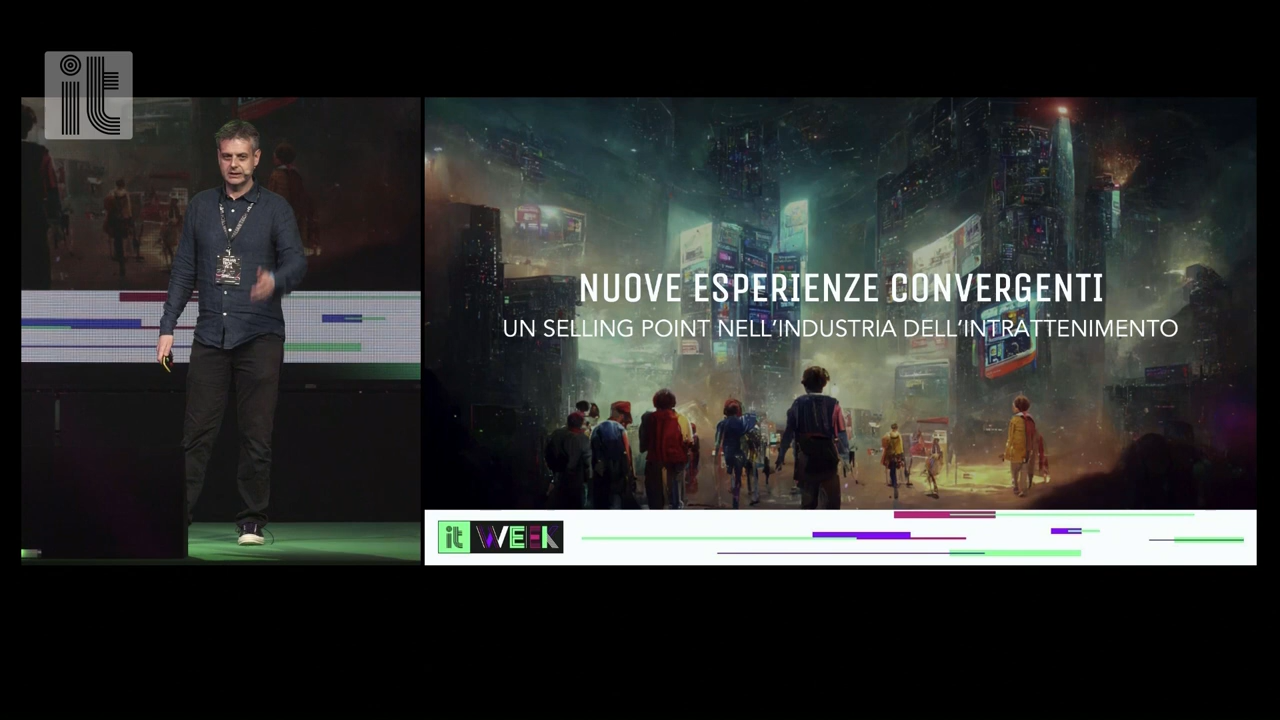 it
NUOVE ESPERIENZE CONVERGENTI
UN SELLING POINT NELL'INDUSTRIA DELL'INTRATTENIMENTO
it WEEK